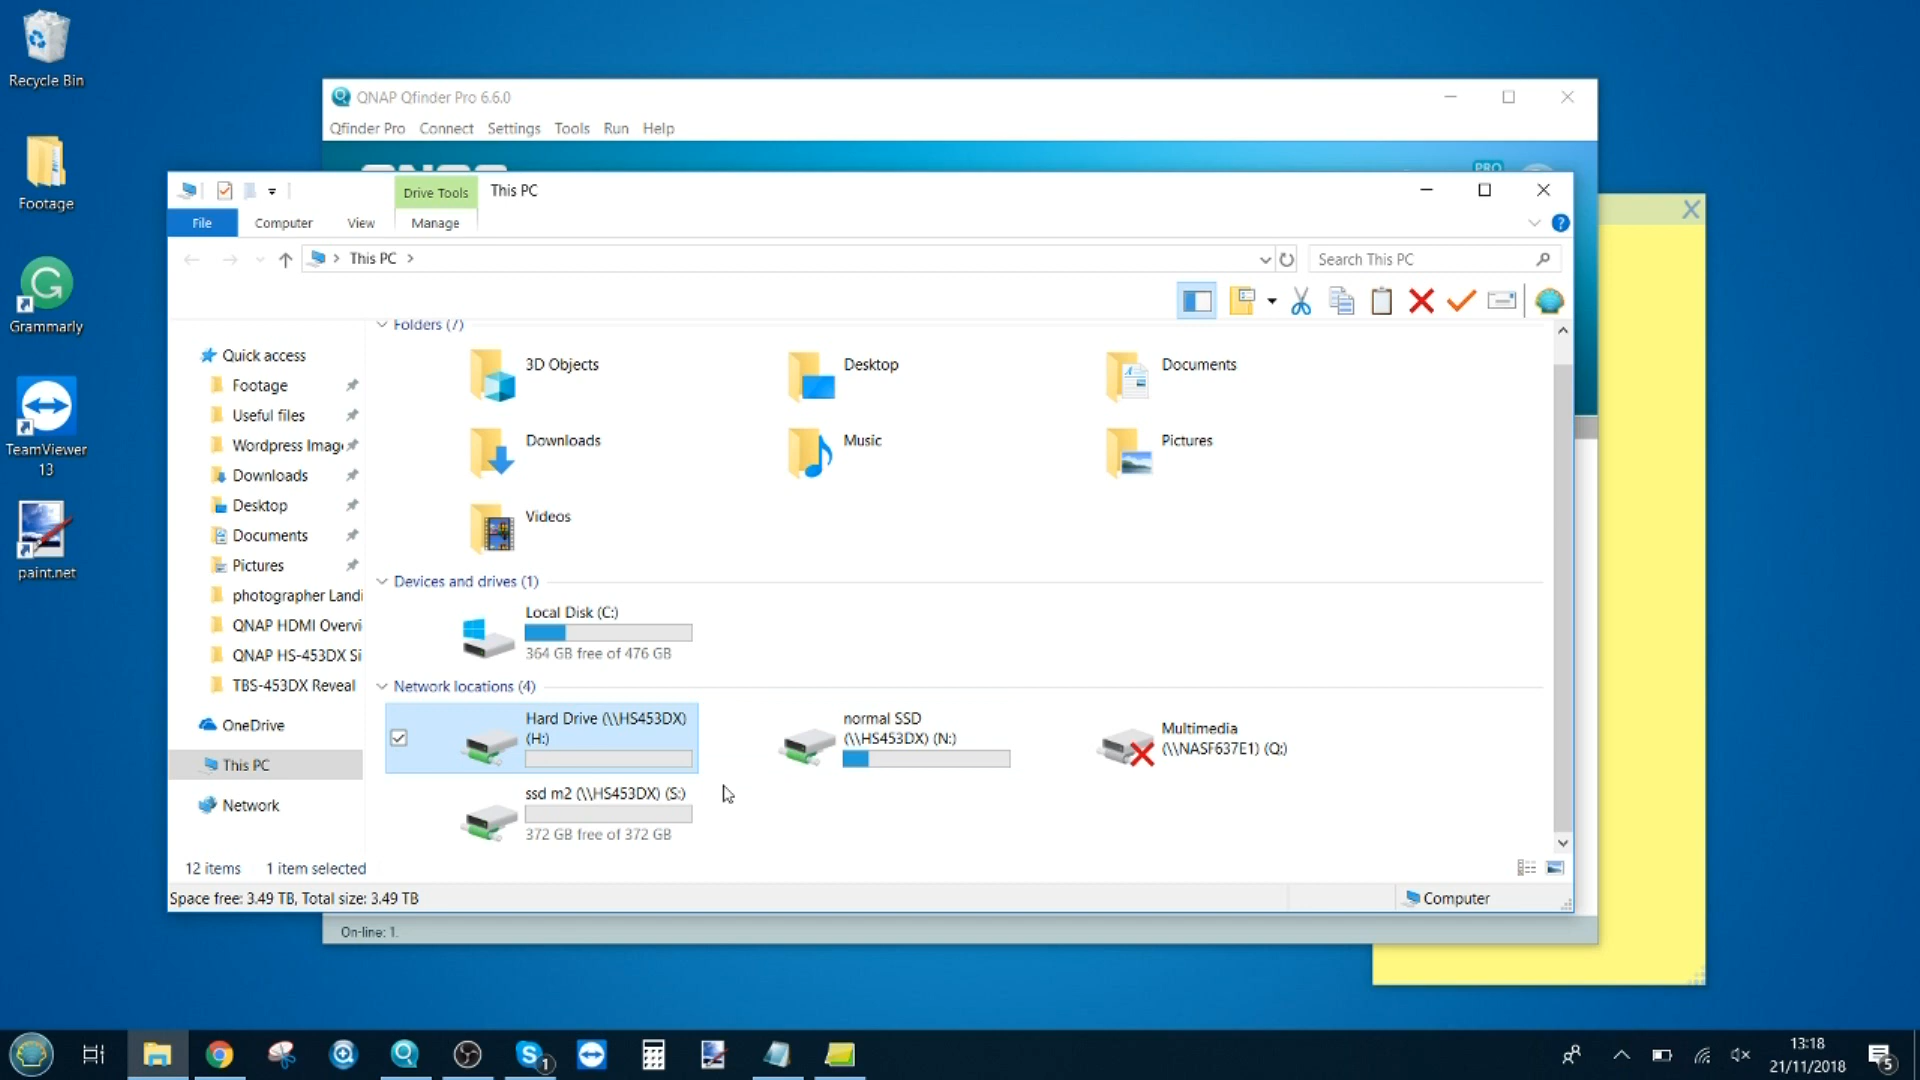 Recycle Bin
Footage
Grammarly
TeamViewer
13
paint.net
QNAP Qfinder Pro 6.6.0
Qfinder Pro Connect Settings Tools Run Help
PRO
Drive Tools
This PC
File Computer View Manage
This PC
Search This PC
Quick access
Footage
Useful files
Wordpress Imag
Downloads
Desktop
Documents
Pictures
photographer Landi
QNAP HDMI Overvi
QNAP HS-453DX Si
TBS-453DX Reveal
OneDrive
This PC
Network
Folders (7)
3D Objects
Desktop
Documents
Downloads
Music
Pictures
Videos
Devices and drives (1)
Local Disk (C:)
364 GB free of 476 GB
Network locations (4)
Hard Drive (\\HS453DX)
(H:)
normal SSD
(\\HS453DX) (N:)
Multimedia
(\\NASF637E1) (Q:)
ssd m2 (\\HS453DX) (S:)
372 GB free of 372 GB
12 items 1 item selected
Space free: 3.49 TB, Total size: 3.49 TB
Computer
On-line: 1.
1
13:18
21/11/2018
5